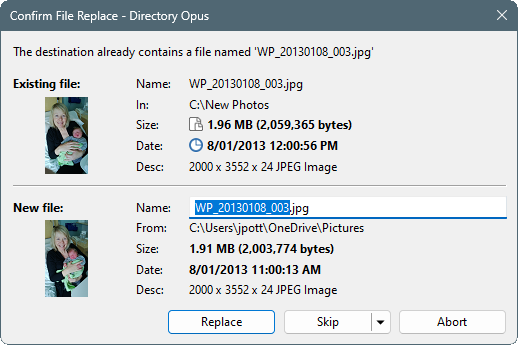 Confirm File Replace - Directory Opus
The destination already contains a file named 'WP_20130108_003.jpg'
Existing file:
Name: WP_20130108_003.jpg
In: C:\New Photos
Size: 1.96 MB (2,059,365 bytes)
Date: 8/01/2013 12:00:56 PM
Desc: 2000 x 3552 x 24 JPEG Image
New file:
Name: WP_20130108_003.jpg
From: C:\Users\jpott\OneDrive\Pictures
Size: 1.91 MB (2,003,774 bytes)
Date: 8/01/2013 11:00:13 AM
Desc: 2000 x 3552 x 24 JPEG Image
Replace Skip Abort